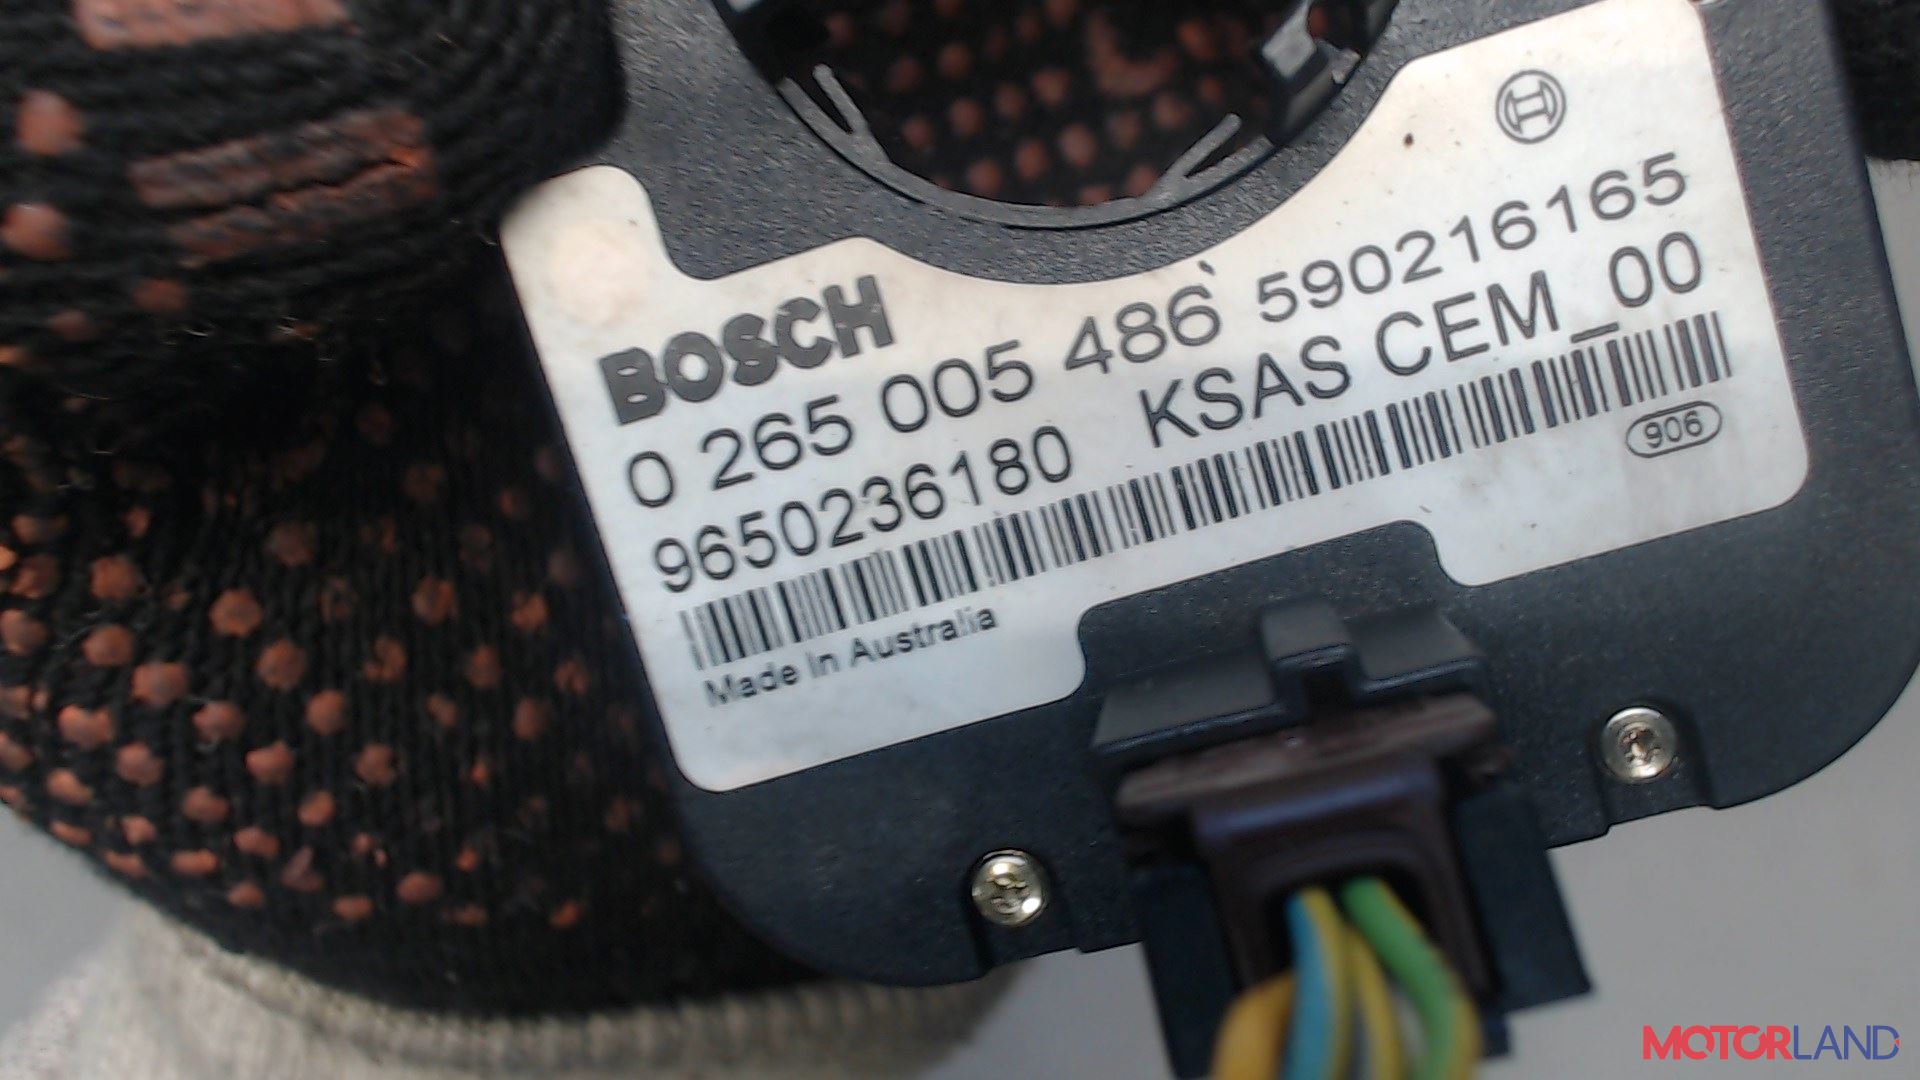 BOSCH
0 265 005 486 590216165
9650236180 KSAS CEM_00
906
Made In Australia
MOTORLAND